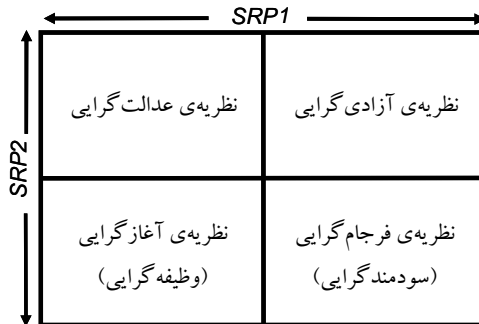 SRP1
SRP2
نظریه‌ی آزادی‌گرایی
نظریه‌ی عدالت‌گرایی
نظریه‌ی فرجام‌گرایی
(سودمندگرایی)
نظریه‌ی آغازگرایی
(وظیفه‌گرایی)